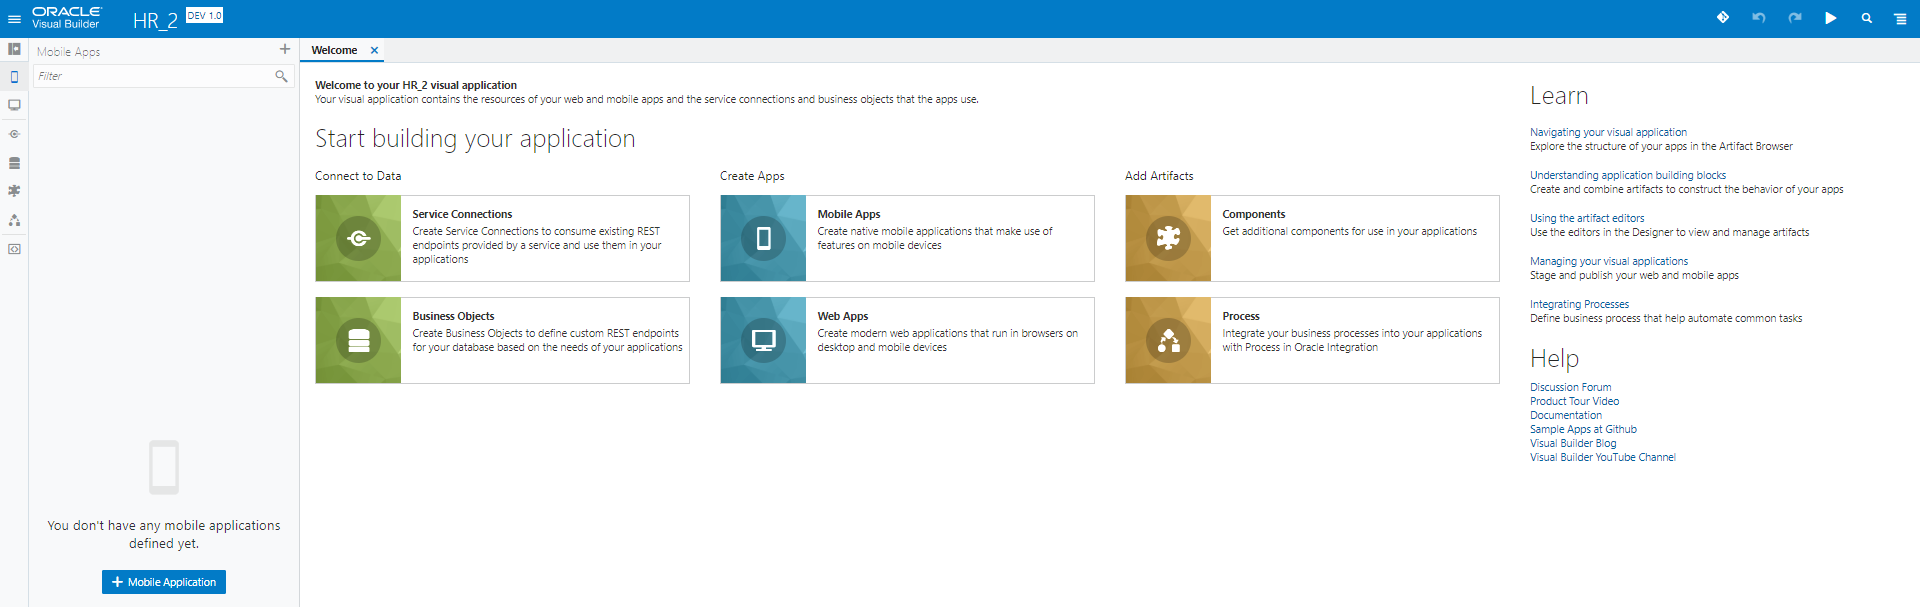 ORACLE
Visual Builder
HR_2 DEV 1.0
Mobile Apps
Filter
You don't have any mobile applications
defined yet.
Mobile Application
Welcome
Welcome to your HR_2 visual application
Your visual application contains the resources of your web and mobile apps and the service connections and business objects that the apps use.
Start building your application
Connect to Data
Service Connections
Create Service Connections to consume existing REST
endpoints provided by a service and use them in your
applications
Business Objects
Create Business Objects to define custom REST endpoints
for your database based on the needs of your applications
Create Apps
Mobile Apps
Create native mobile applications that make use of
features on mobile devices
Web Apps
Create modern web applications that run in browsers on
desktop and mobile devices
Add Artifacts
Components
Get additional components for use in your applications
Process
Integrate your business processes into your applications
with Process in Oracle Integration
Learn
Navigating your visual application
Explore the structure of your apps in the Artifact Browser
Understanding application building blocks
Create and combine artifacts to construct the behavior of your apps
Using the artifact editors
Use the editors in the Designer to view and manage artifacts
Managing your visual applications
Stage and publish your web and mobile apps
Integrating Processes
Define business process that help automate common tasks
Help
Discussion Forum
Product Tour Video
Documentation
Sample Apps at Github
Visual Builder Blog
Visual Builder YouTube Channel